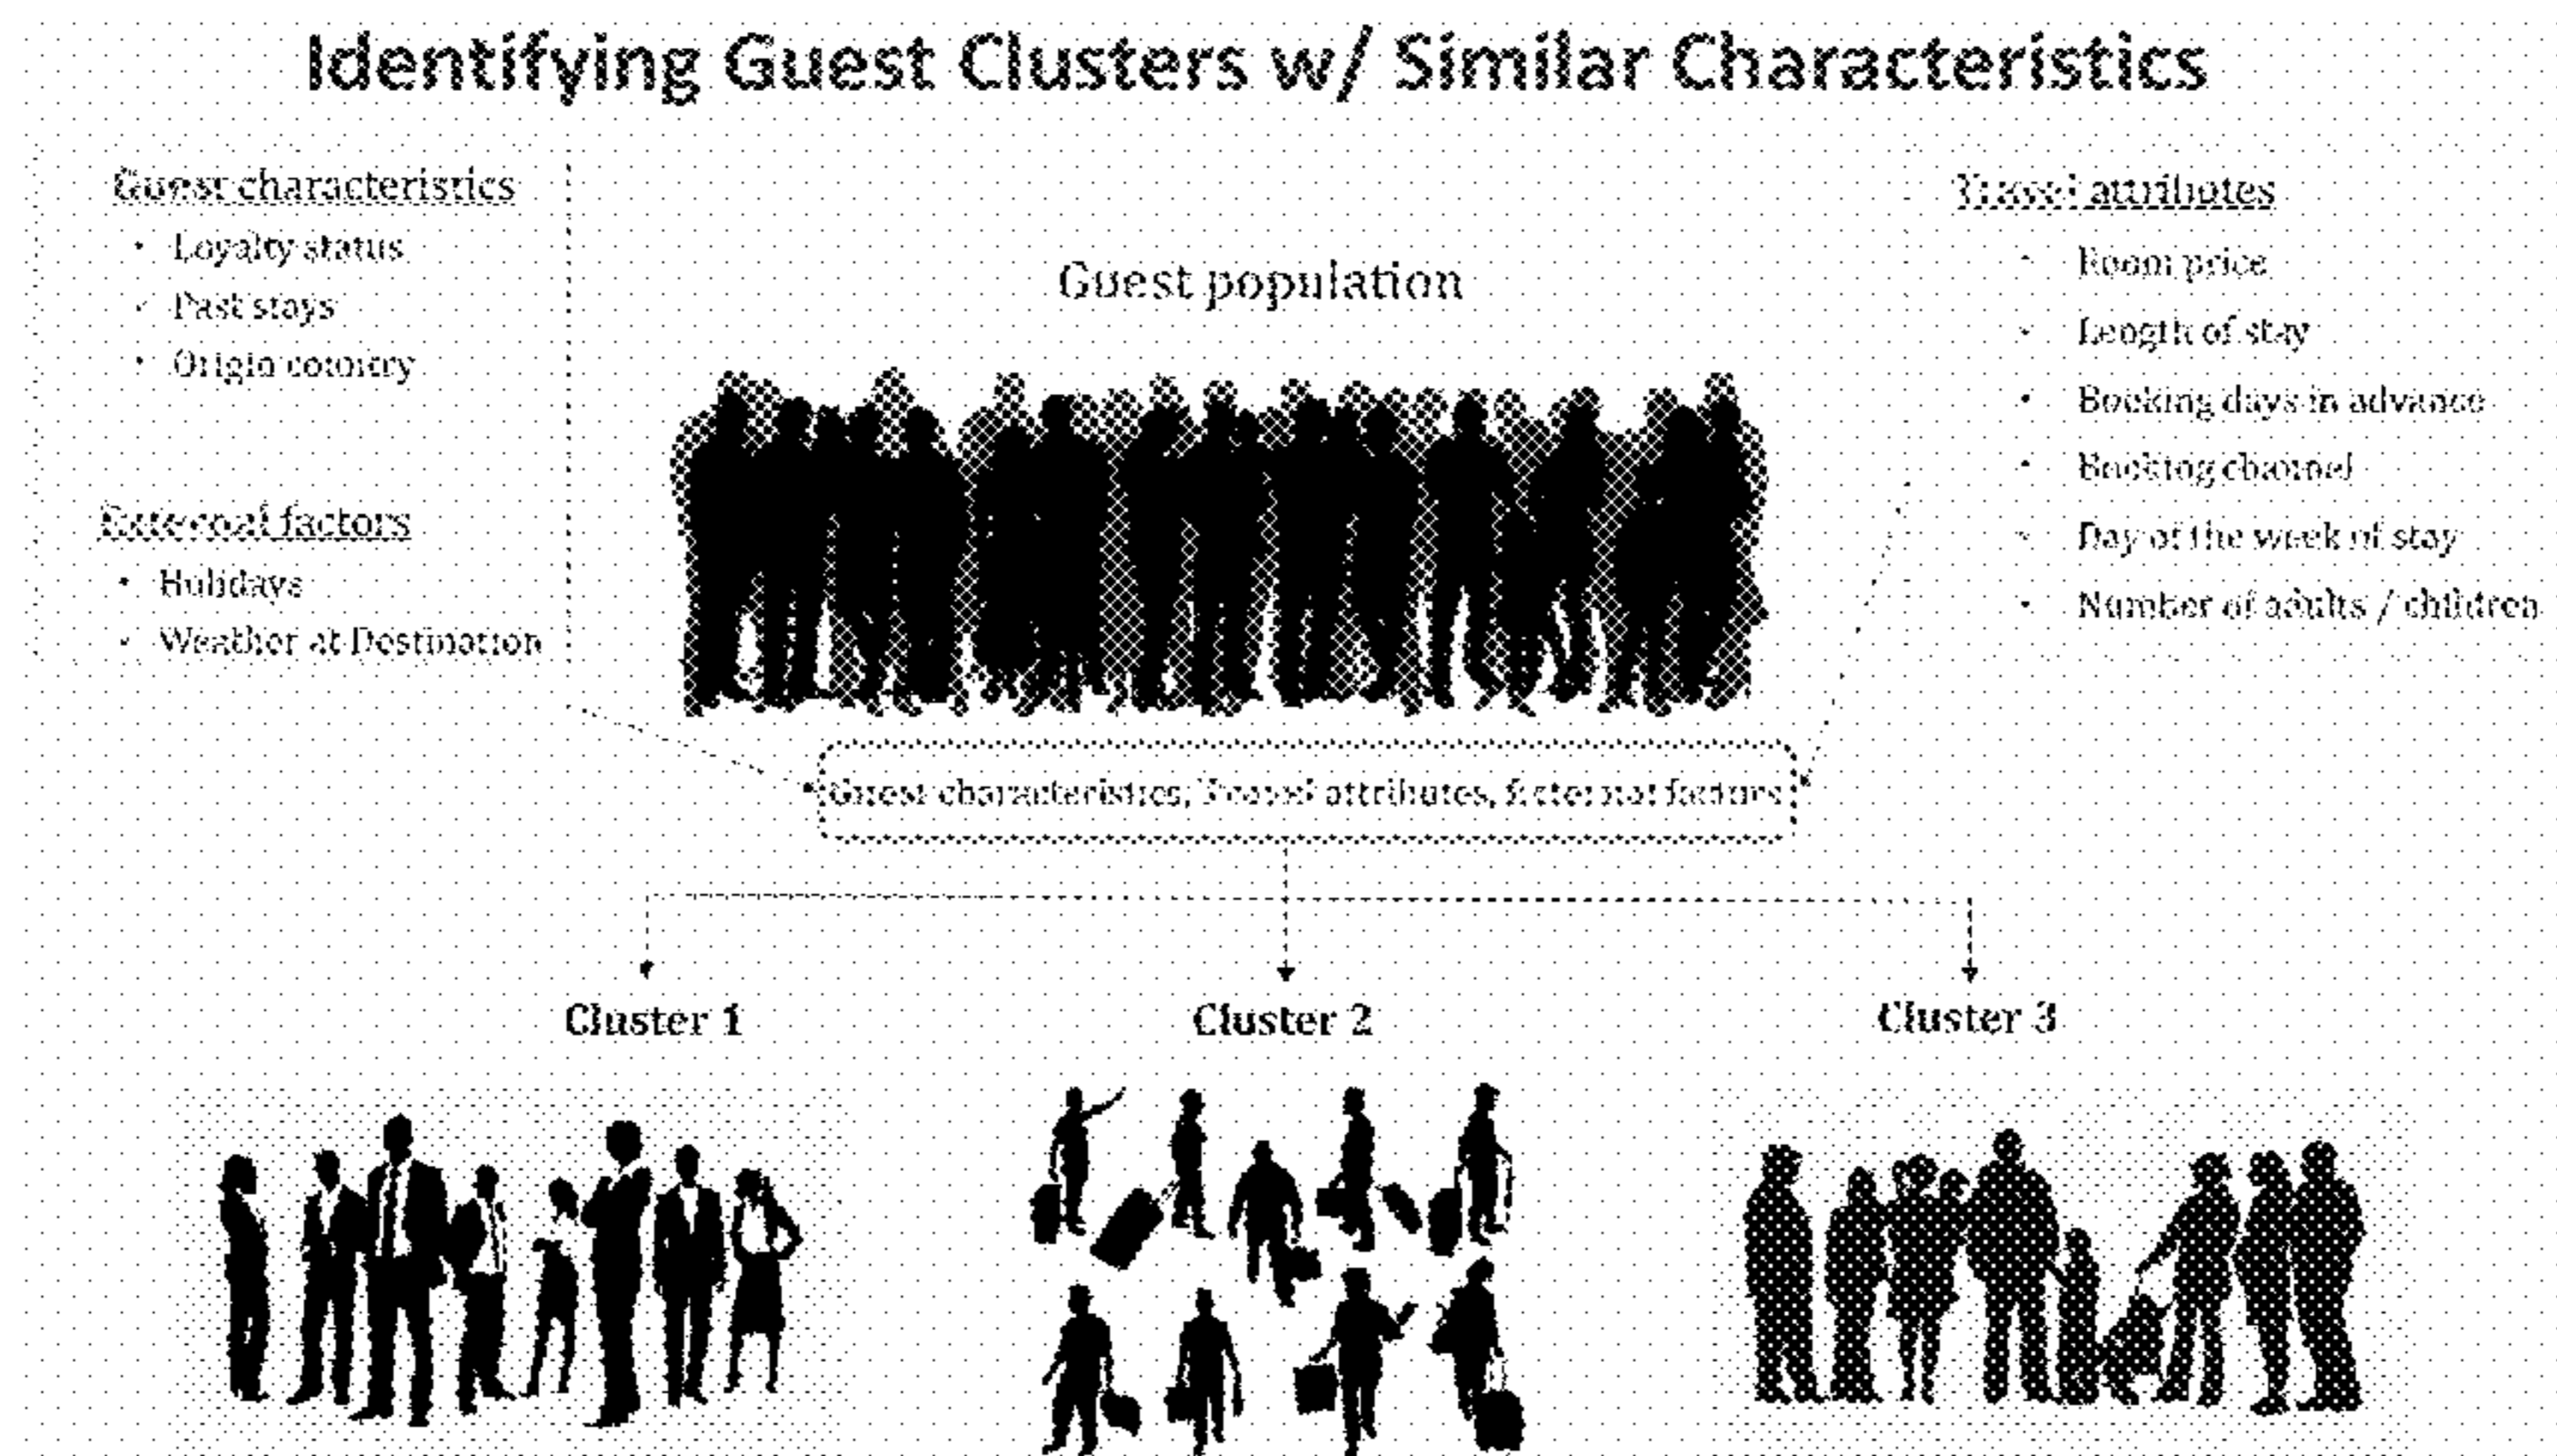 Identifying Guest Clusters w/ Similar Characteristics
Guest characteristics
• Loyalty status
• Past stays
• Origin country
External factors
• Holidays
• Weather at Destination
Guest population
Travel attributes
• Room price
• Length of stay
• Booking days in advance
• Booking channel
• Day of the week of stay
• Number of adults / children
Guest characteristics, Travel attributes, External factors
Cluster 1
Cluster 2
Cluster 3